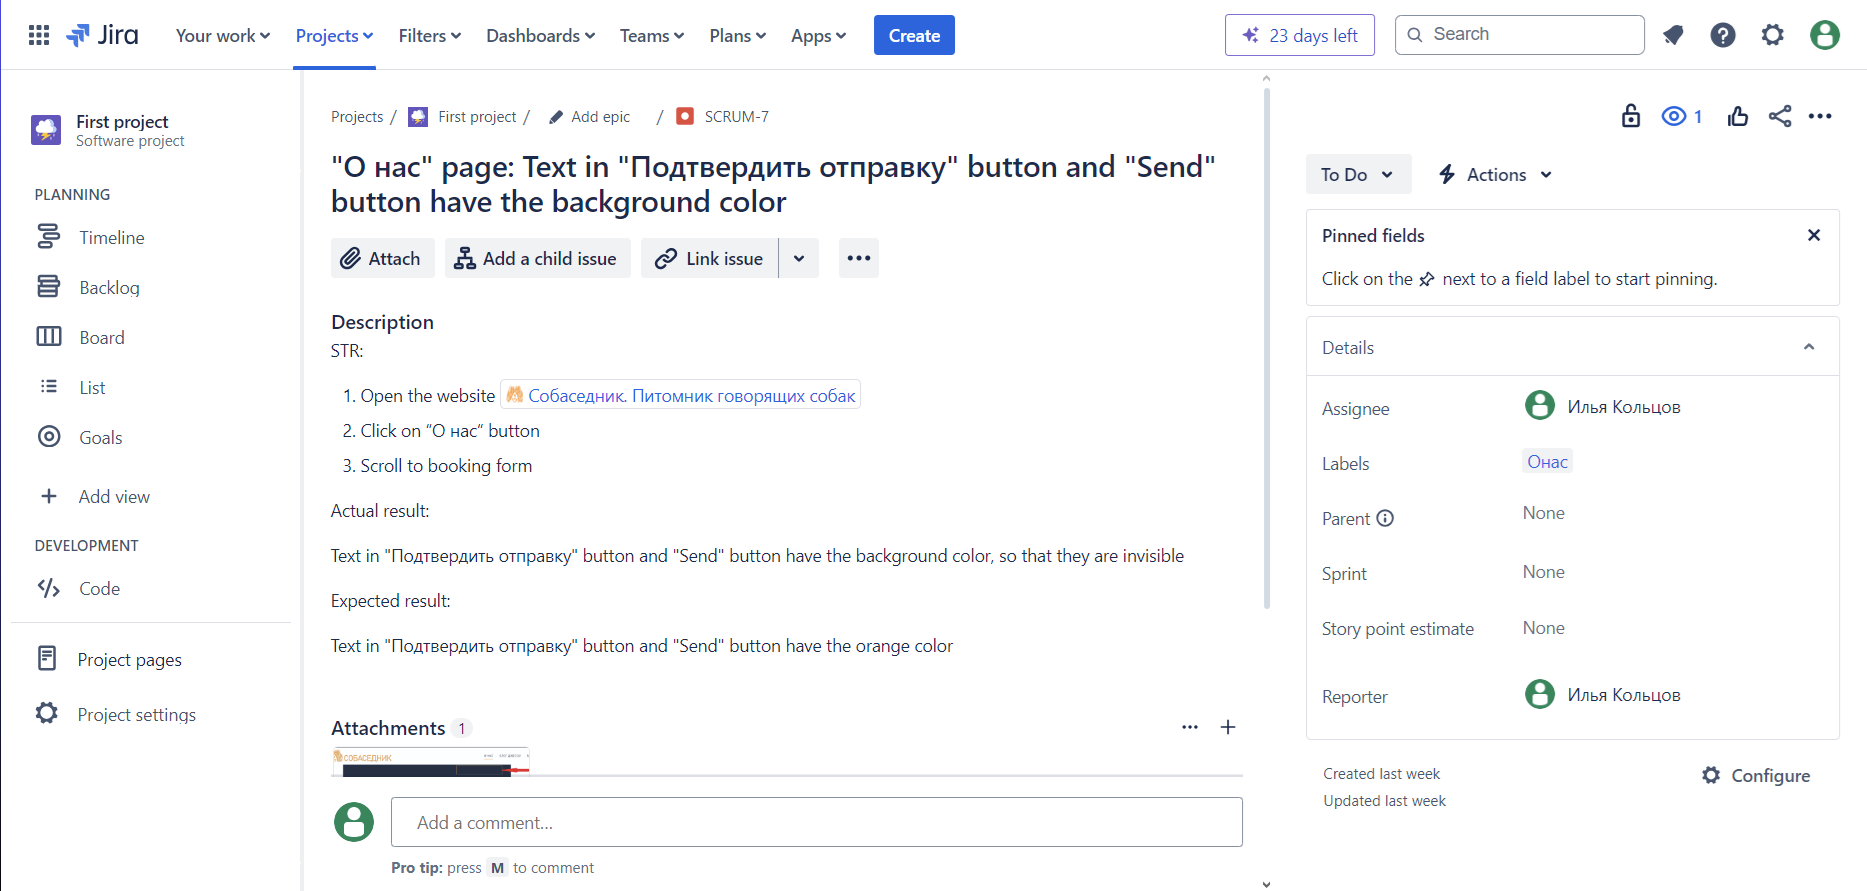 Jira Your work Projects Filters Dashboards Teams Plans Apps Create 23 days left Search
First project
Software project
PLANNING
Timeline
Backlog
Board
List
Goals
Add view
DEVELOPMENT
Code
Project pages
Project settings
Projects / First project / Add epic / SCRUM-7
"О нас" page: Text in "Подтвердить отправку" button and "Send"
button have the background color
Attach Add a child issue Link issue
Description
STR:
1. Open the website Собаседник. Питомник говорящих собак
2. Click on “О нас“ button
3. Scroll to booking form
Actual result:
Text in "Подтвердить отправку" button and "Send" button have the background color, so that they are invisible
Expected result:
Text in "Подтвердить отправку" button and "Send" button have the orange color
Attachments 1
СОБАСЕДНИК
Add a comment...
Pro tip: press M to comment
1
To Do Actions
Pinned fields
Click on the next to a field label to start pinning.
Details
Assignee Илья Кольцов
Labels Онас
Parent None
Sprint None
Story point estimate None
Reporter Илья Кольцов
Created last week
Updated last week
Configure